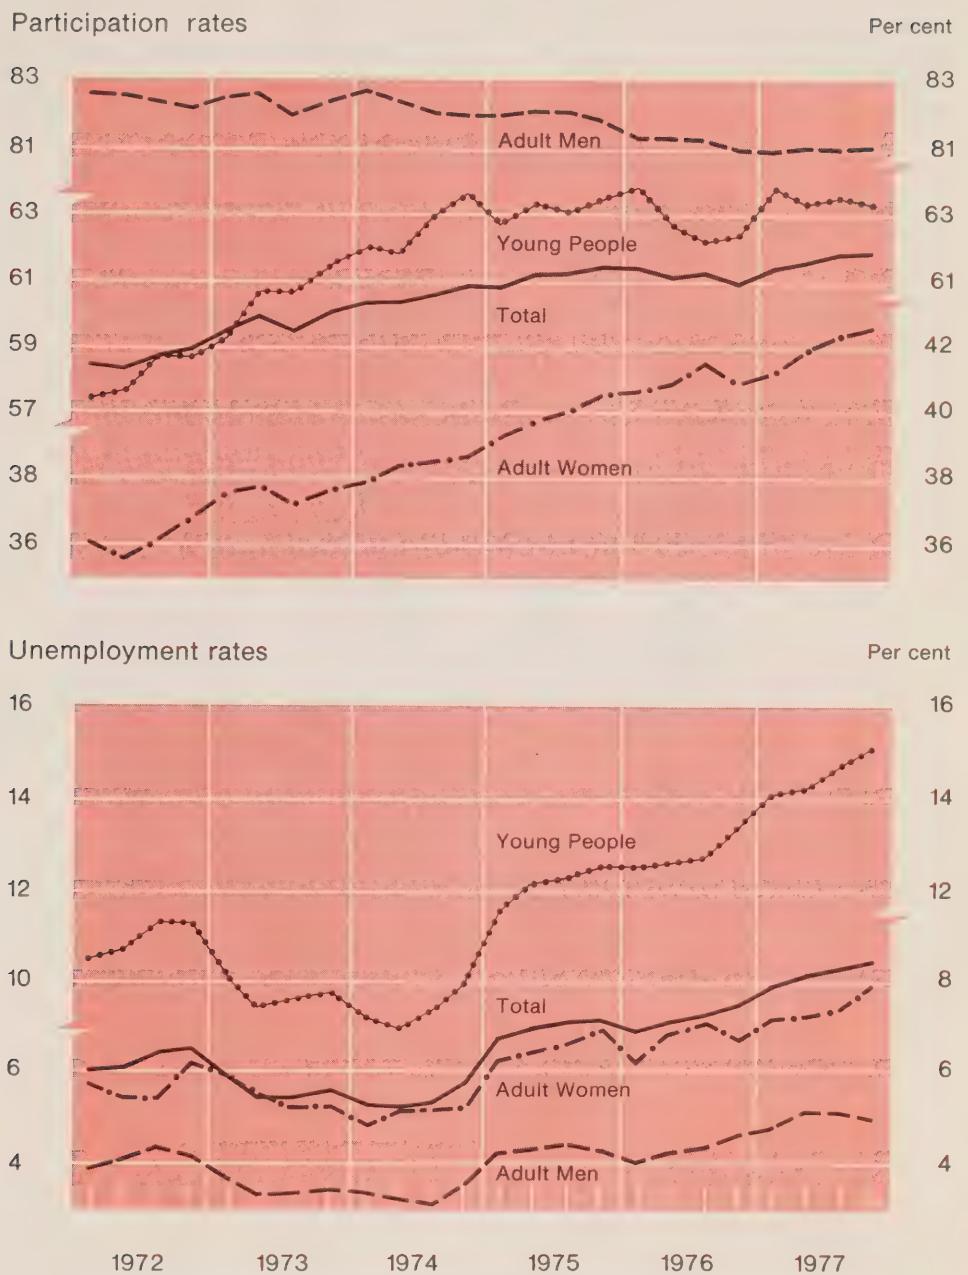 Participation rates Per cent
83 83
Adult Men
81 81
63 63
Young People
61 61
Total
59 42
57 40
Adult Women
38 38
36 36
Unemployment rates Per cent
16 16
14 14
Young People
12 12
10 8
Total
6 6
Adult Women
4 4
Adult Men
1972 1973 1974 1975 1976 1977